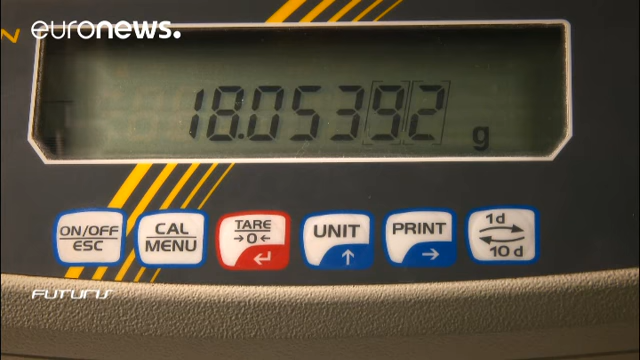 euronews.
N
18.05392 g
ON/OFF
ESC
CAL
MENU
TARE
→0←
↵
UNIT
↑
PRINT
→
1d
10d
FUTURIS